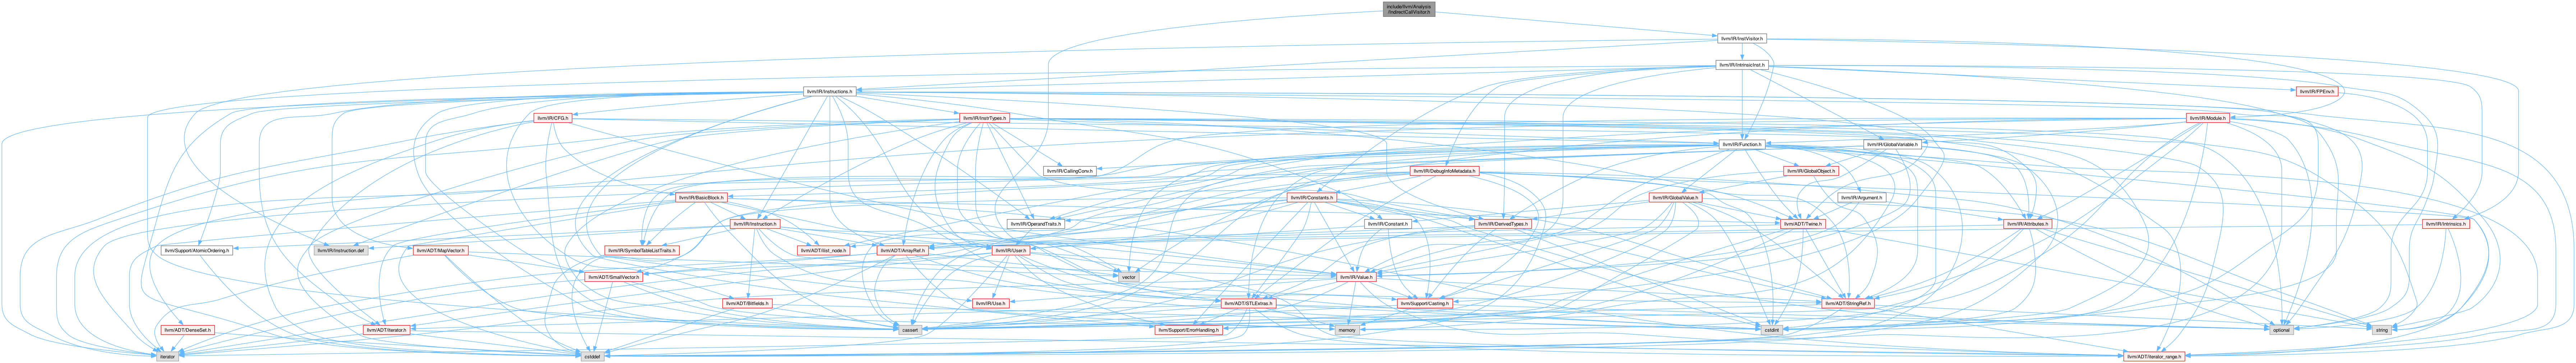 include/llvm/Analysis
/IndirectCallVisitor.h
llvm/IR/InstVisitor.h
llvm/IR/IntrinsicInst.h
llvm/IR/Instructions.h
llvm/IR/FPEnv.h
llvm/IR/CFG.h
llvm/IR/InstrTypes.h
llvm/IR/Module.h
llvm/IR/Function.h
llvm/IR/GlobalVariable.h
llvm/IR/CallingConv.h
llvm/IR/DebugInfoMetadata.h
llvm/IR/GlobalObject.h
llvm/IR/BasicBlock.h
llvm/IR/Constants.h
llvm/IR/GlobalValue.h
llvm/IR/Argument.h
llvm/IR/Instruction.h
llvm/IR/OperandTraits.h
llvm/IR/Constant.h
llvm/IR/DerivedTypes.h
llvm/ADT/Twine.h
llvm/IR/Attributes.h
llvm/IR/Intrinsics.h
llvm/Support/AtomicOrdering.h
llvm/IR/Instruction.def
llvm/ADT/MapVector.h
llvm/IR/SymbolTableListTraits.h
llvm/ADT/ilist_node.h
llvm/ADT/ArrayRef.h
llvm/IR/User.h
llvm/ADT/SmallVector.h
vector
llvm/IR/Value.h
llvm/ADT/Bitfields.h
llvm/IR/Use.h
llvm/ADT/STLExtras.h
llvm/Support/Casting.h
llvm/ADT/StringRef.h
llvm/ADT/DenseSet.h
llvm/ADT/iterator.h
cassert
llvm/Support/ErrorHandling.h
memory
cstdint
optional
string
iterator
cstddef
llvm/ADT/iterator_range.h